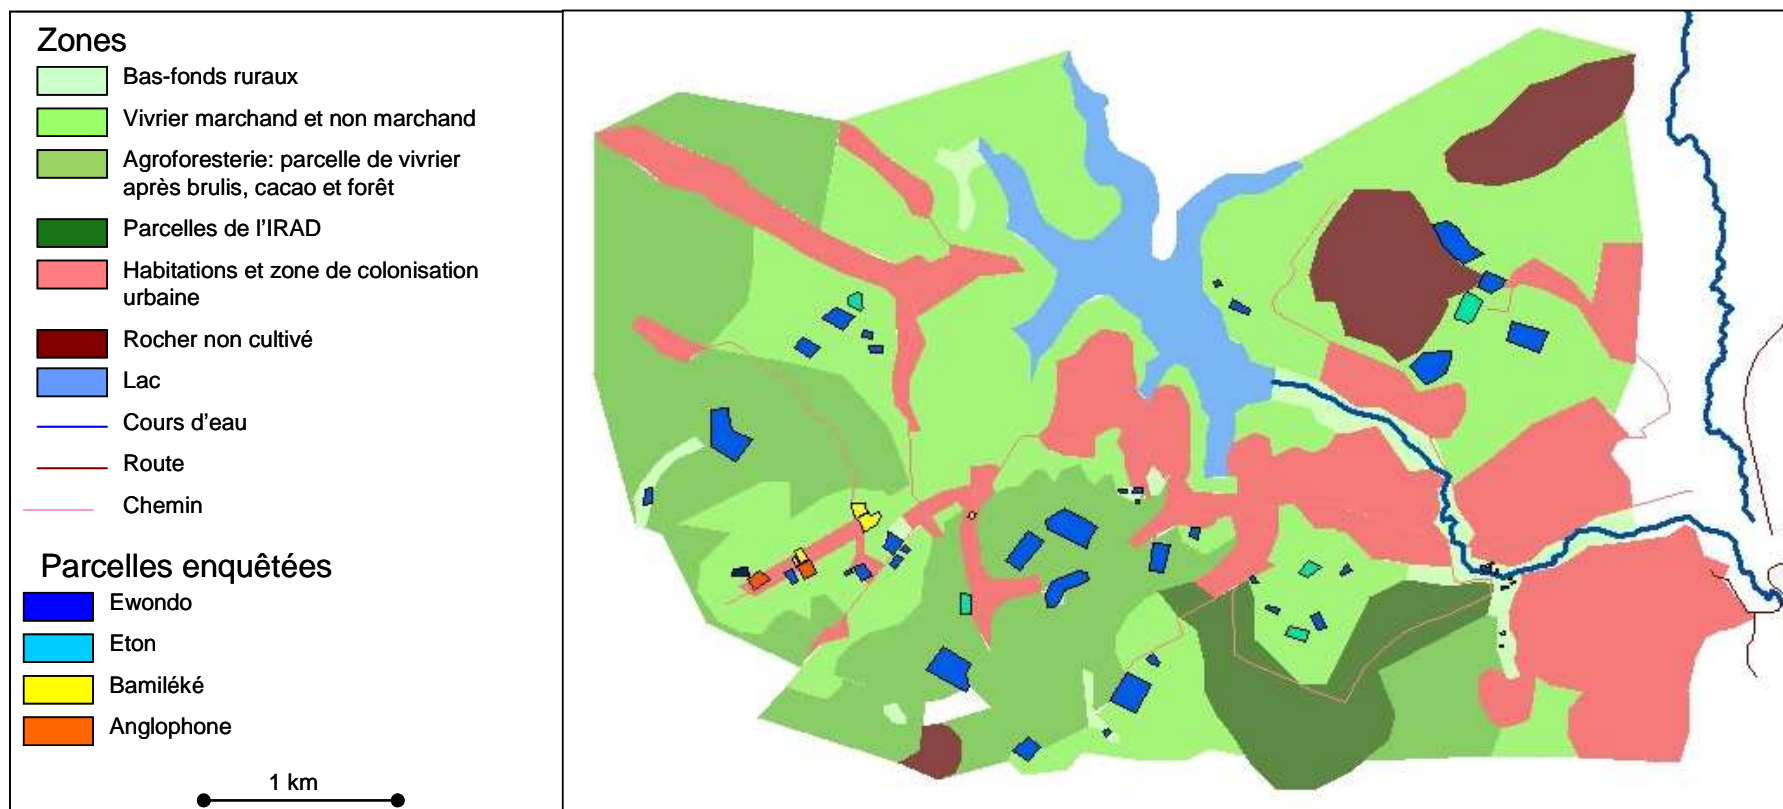 Zones
Bas-fonds ruraux
Vivrier marchand et non marchand
Agroforesterie: parcelle de vivrier
après brulis, cacao et forêt
Parcelles de l'IRAD
Habitations et zone de colonisation
urbaine
Rocher non cultivé
Lac
Cours d'eau
Route
Chemin
Parcelles enquêtées
Ewondo
Eton
Bamiléké
Anglophone
1 km